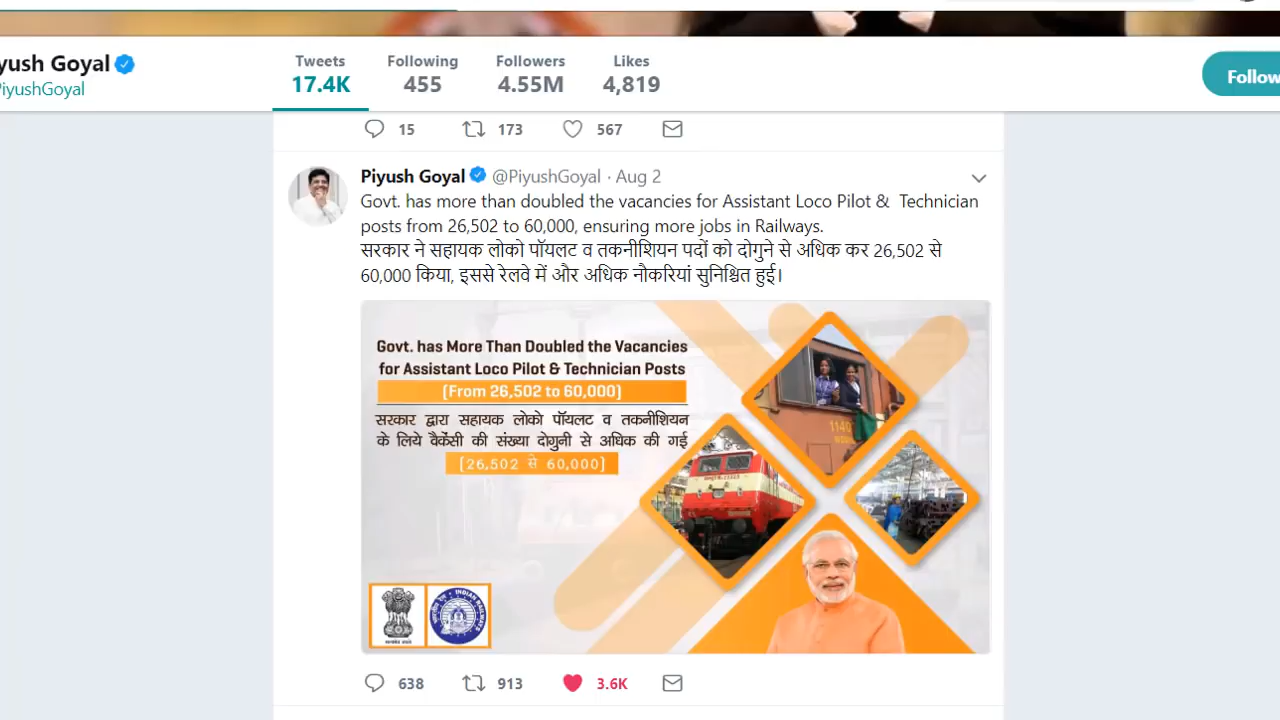 yush Goyal
iyushGoyal
Tweets Following Followers Likes
17.4K 455 4.55M 4,819
Follow
15 173 567
Piyush Goyal @PiyushGoyal · Aug 2
Govt. has more than doubled the vacancies for Assistant Loco Pilot & Technician
posts from 26,502 to 60,000, ensuring more jobs in Railways.
सरकार ने सहायक लोको पॉयलट व तकनीशियन पदों को दोगुने से अधिक कर 26,502 से
60,000 किया, इससे रेलवे में और अधिक नौकरियां सुनिश्चित हुई।
Govt. has More Than Doubled the Vacancies
for Assistant Loco Pilot & Technician Posts
(From 26,502 to 60,000)
सरकार द्वारा सहायक लोको पॉयलट व तकनीशियन
के लिये वैकेंसी की संख्या दोगुनी से अधिक की गई
(26,502 से 60,000)
1140
INDIAN RAILWAYS
638 913 3.6K